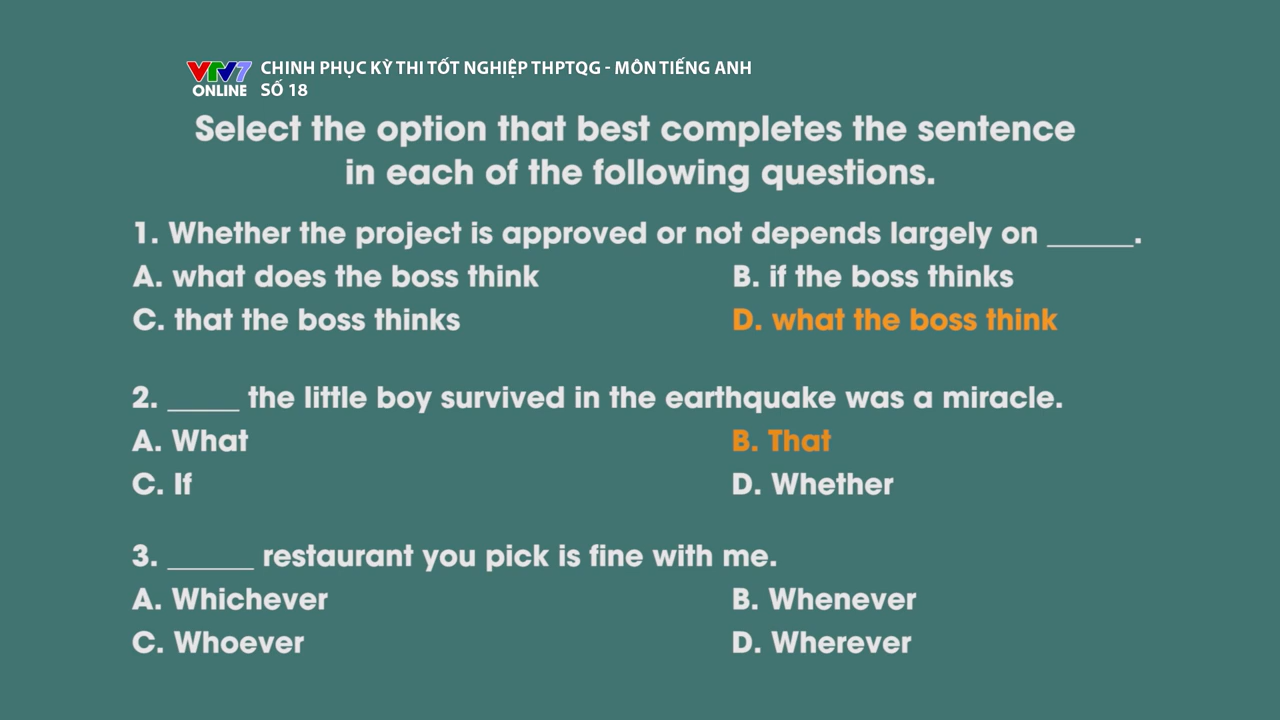 VTV7 CHINH PHỤC KỲ THI TỐT NGHIỆP THPTQG - MÔN TIẾNG ANH
ONLINE SỐ 18
Select the option that best completes the sentence
in each of the following questions.
1. Whether the project is approved or not depends largely on ______.
A. what does the boss think B. if the boss thinks
C. that the boss thinks D. what the boss think
2. _____ the little boy survived in the earthquake was a miracle.
A. What B. That
C. If D. Whether
3. ______ restaurant you pick is fine with me.
A. Whichever B. Whenever
C. Whoever D. Wherever